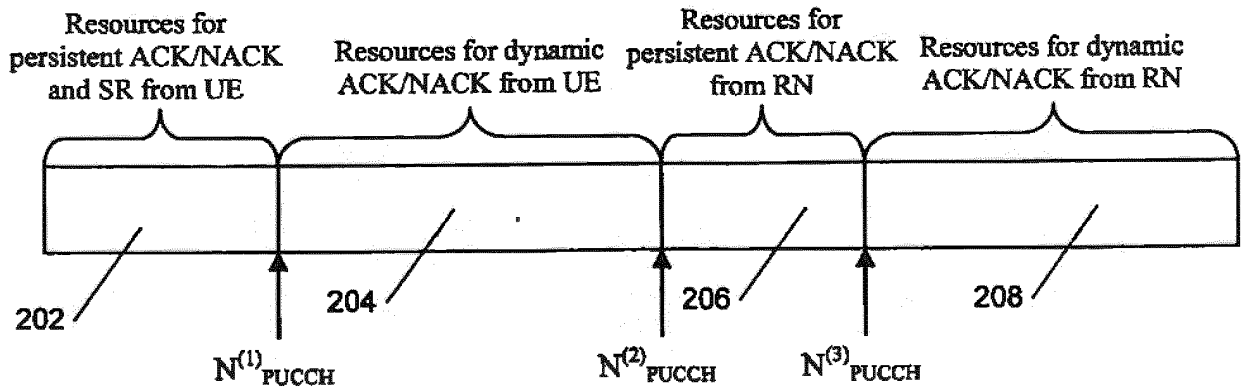 Resources for
persistent ACK/NACK
and SR from UE
Resources for dynamic
ACK/NACK from UE
Resources for
persistent ACK/NACK
from RN
Resources for dynamic
ACK/NACK from RN
202
204
206
208
N(1)PUCCH
N(2)PUCCH
N(3)PUCCH